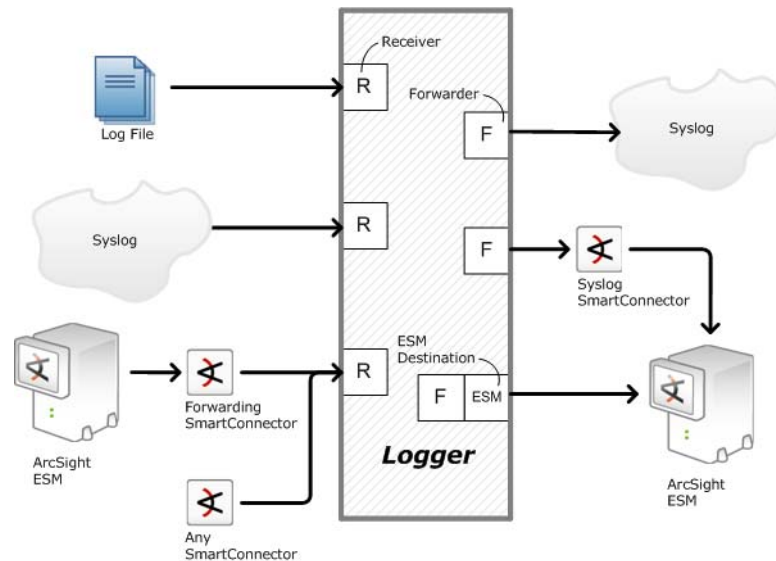 Receiver
R
Log File
Forwarder
F
Syslog
Syslog
R
F
Syslog
SmartConnector
ESM
Destination
R
F
ESM
Forwarding
SmartConnector
ArcSight
ESM
Logger
ArcSight
ESM
Any
SmartConnector